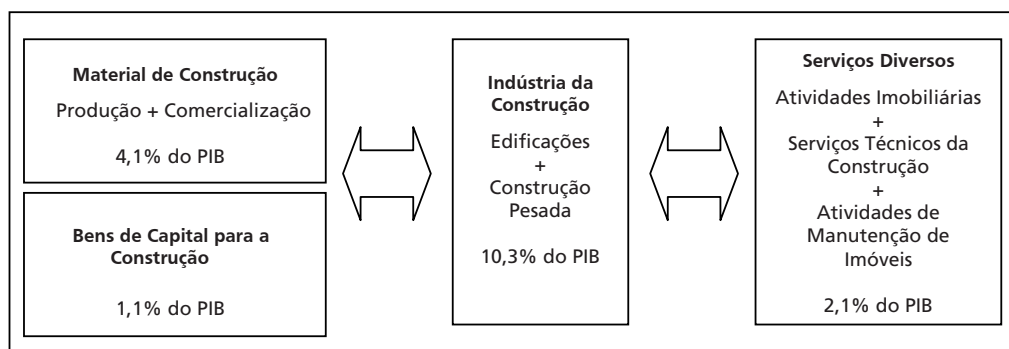 Material de Construção
Produção + Comercialização
4,1% do PIB
Bens de Capital para a
Construção
1,1% do PIB
Indústria da
Construção
Edificações
+
Construção
Pesada
10,3% do PIB
Serviços Diversos
Atividades Imobiliárias
+
Serviços Técnicos da
Construção
+
Atividades de
Manutenção de
Imóveis
2,1% do PIB